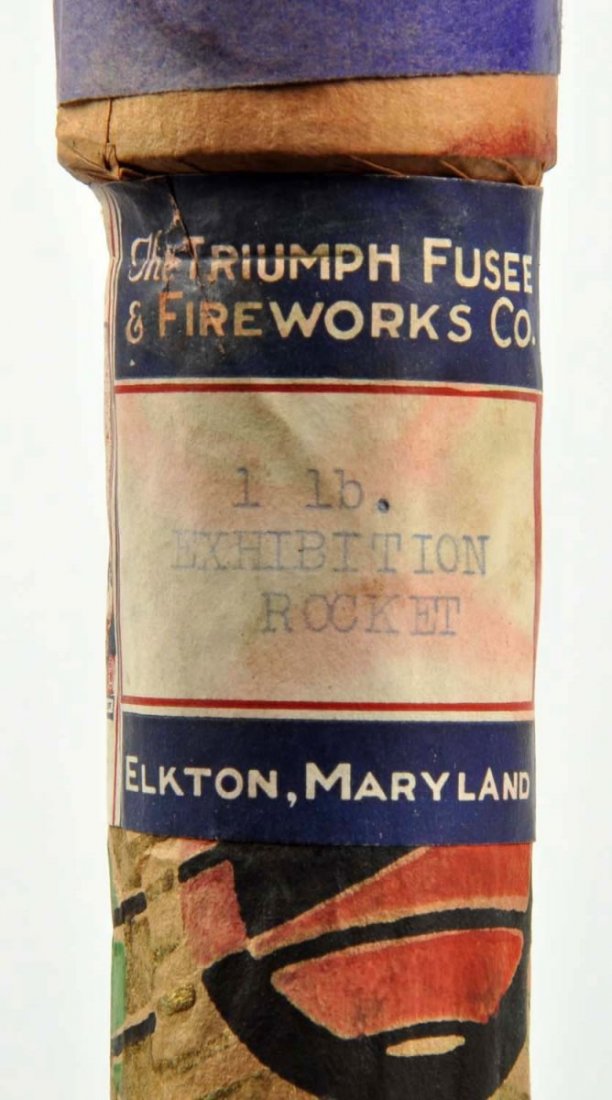 The TRIUMPH FUSEE
& FIREWORKS CO.
1 lb.
EXHIBITION
ROCKET
ELKTON, MARYLAND